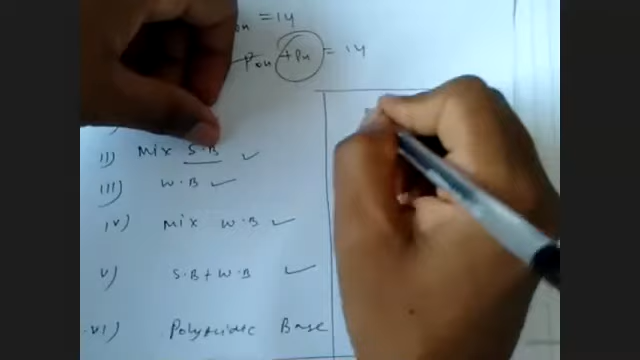 = 14
POH + PH = 14
II) Mix S.B ✓
III) W.B ✓
IV) Mix W.B ✓
V) S.B + W.B ✓
VI) Polyacidic Base